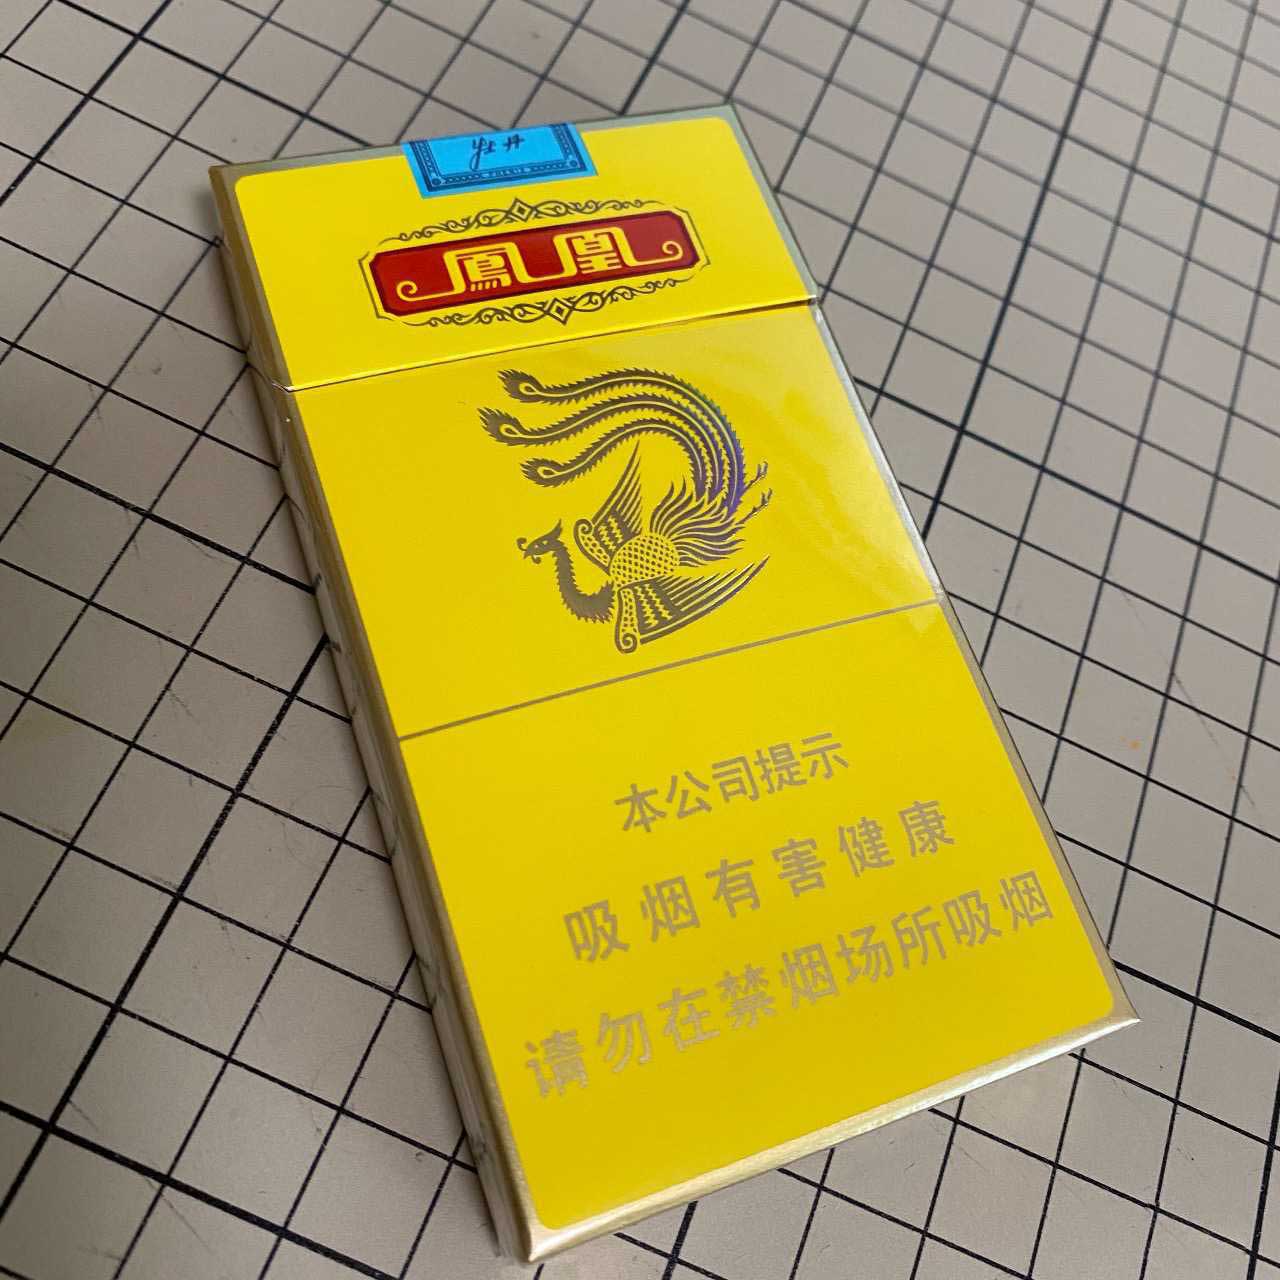 鳳凰
本公司提示
吸烟有害健康
请勿在禁烟场所吸烟